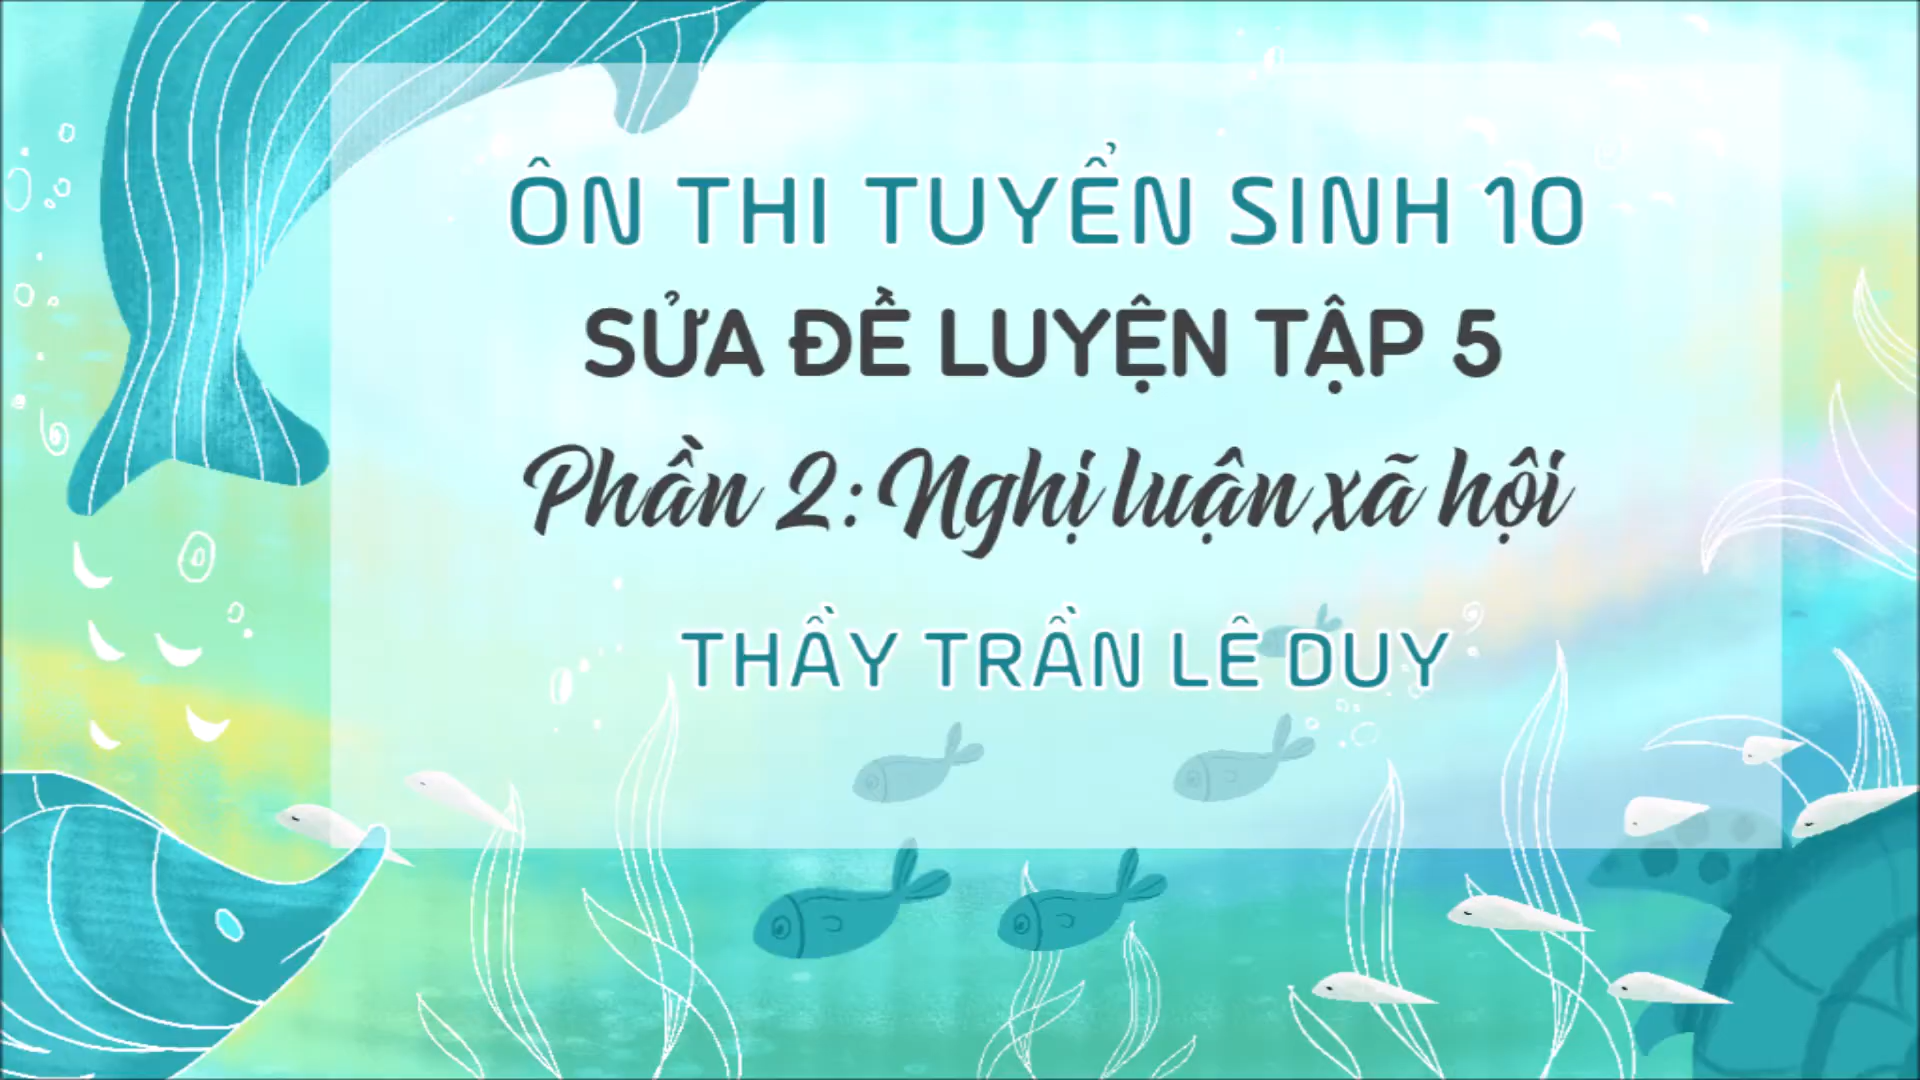 ÔN THI TUYỂN SINH 10
SỬA ĐỀ LUYỆN TẬP 5
Phần 2: Nghị luận xã hội
THẦY TRẦN LÊ DUY